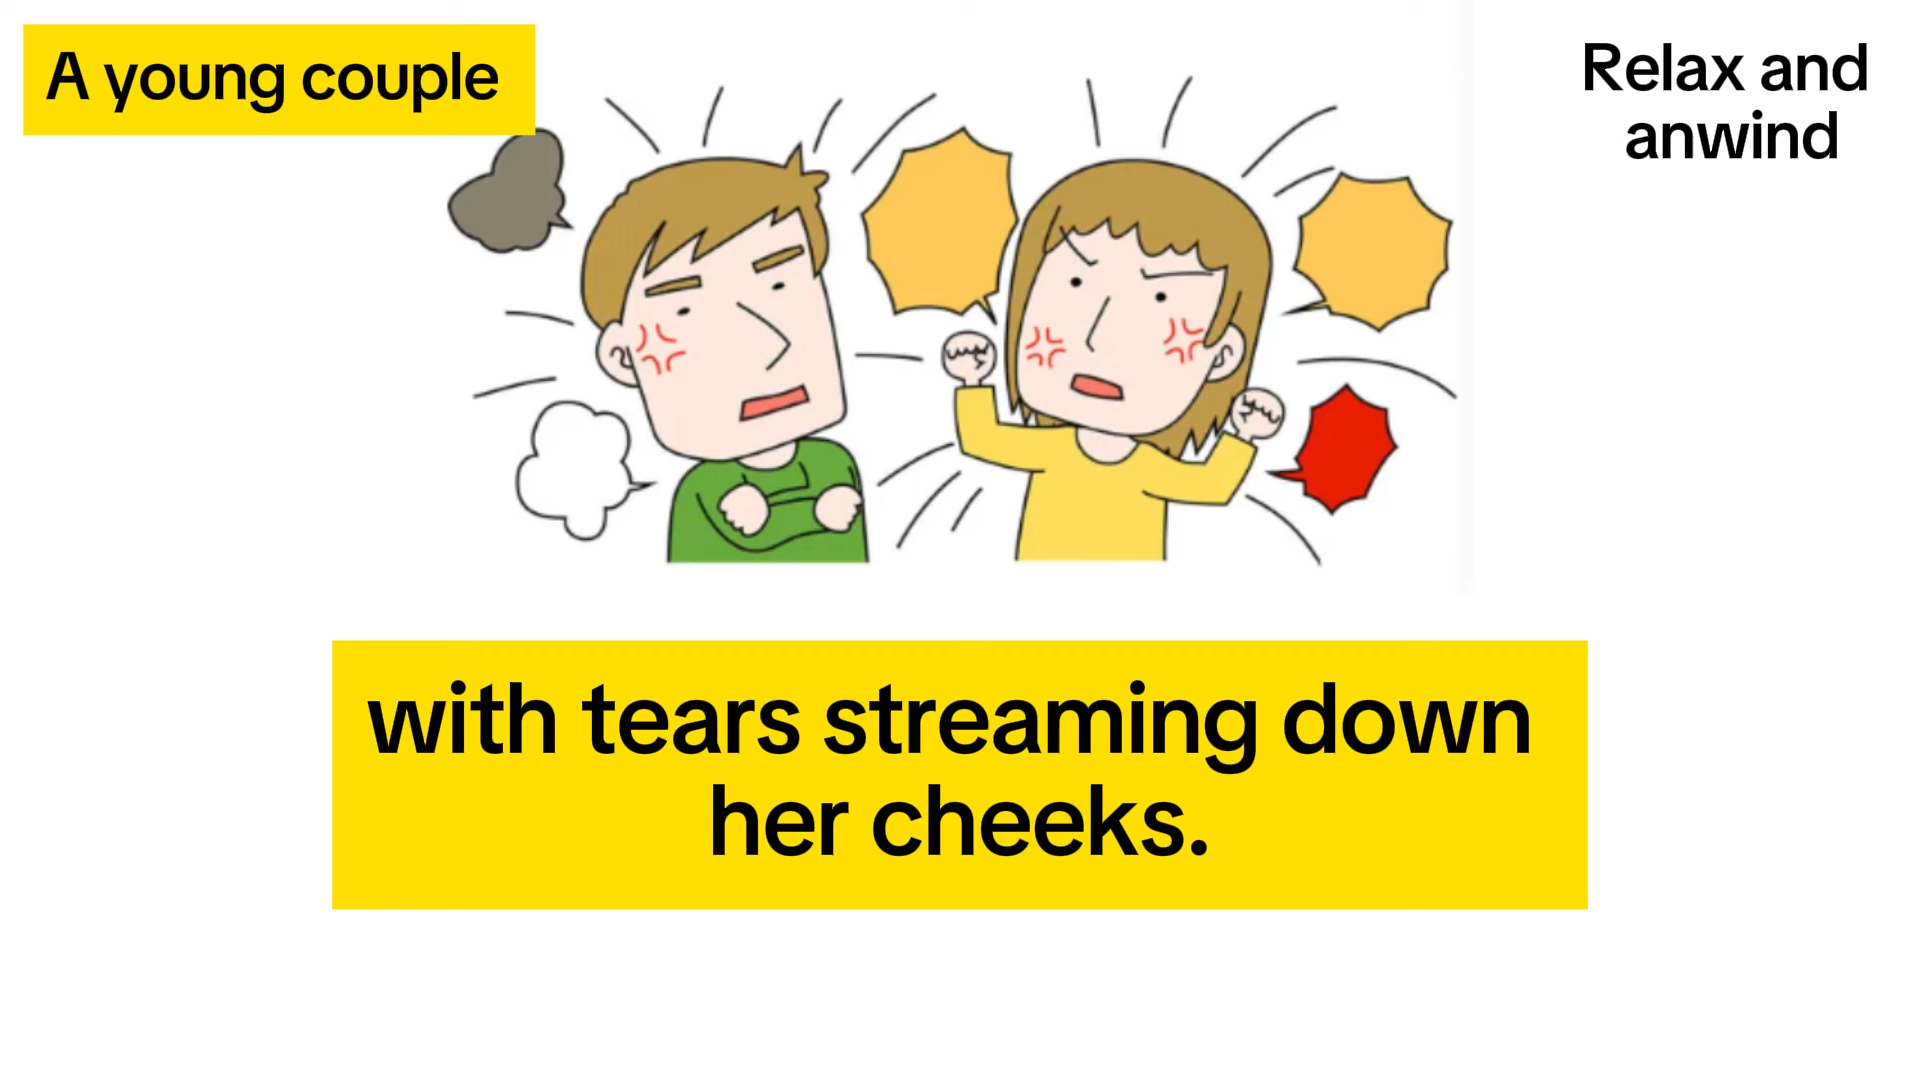 A young couple
Relax and
anwind
with tears streaming down
her cheeks.